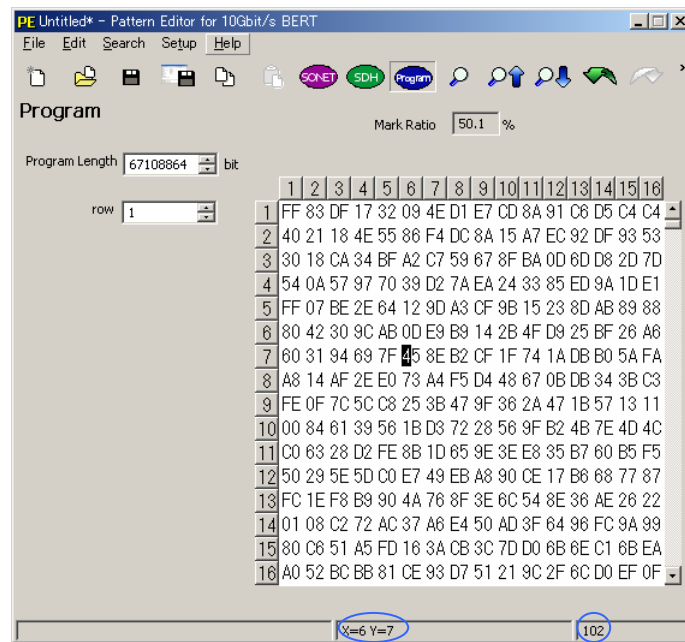 PE Untitled* - Pattern Editor for 10Gbit/s BERT
File Edit Search Setup Help
SONET SDH Program
Program
Mark Ratio 50.1 %
Program Length 67108864 bit
row 1
1 2 3 4 5 6 7 8 9 10 11 12 13 14 15 16
1 FF 83 DF 17 32 09 4E D1 E7 CD 8A 91 C6 D5 C4 C4
2 40 21 18 4E 55 86 F4 DC 8A 15 A7 EC 92 DF 93 53
3 30 18 CA 34 BF A2 C7 59 67 8F BA 0D 6D D8 2D 7D
4 54 0A 57 97 70 39 D2 7A EA 24 33 85 ED 9A 1D E1
5 FF 07 BE 2E 64 12 9D A3 CF 9B 15 23 8D AB 89 88
6 80 42 30 9C AB 0D E9 B9 14 2B 4F D9 25 BF 26 A6
7 60 31 94 69 7F 45 8E B2 CF 1F 74 1A DB B0 5A FA
8 A8 14 AF 2E E0 73 A4 F5 D4 48 67 0B DB 34 3B C3
9 FE 0F 7C 5C C8 25 3B 47 9F 36 2A 47 1B 57 13 11
10 00 84 61 39 56 1B D3 72 28 56 9F B2 4B 7E 4D 4C
11 C0 63 28 D2 FE 8B 1D 65 9E 3E E8 35 B7 60 B5 F5
12 50 29 5E 5D C0 E7 49 EB A8 90 CE 17 B6 68 77 87
13 FC 1E F8 B9 90 4A 76 8F 3E 6C 54 8E 36 AE 26 22
14 01 08 C2 72 AC 37 A6 E4 50 AD 3F 64 96 FC 9A 99
15 80 C6 51 A5 FD 16 3A CB 3C 7D D0 6B 6E C1 6B EA
16 A0 52 BC BB 81 CE 93 D7 51 21 9C 2F 6C D0 EF 0F
X=6 Y=7 102